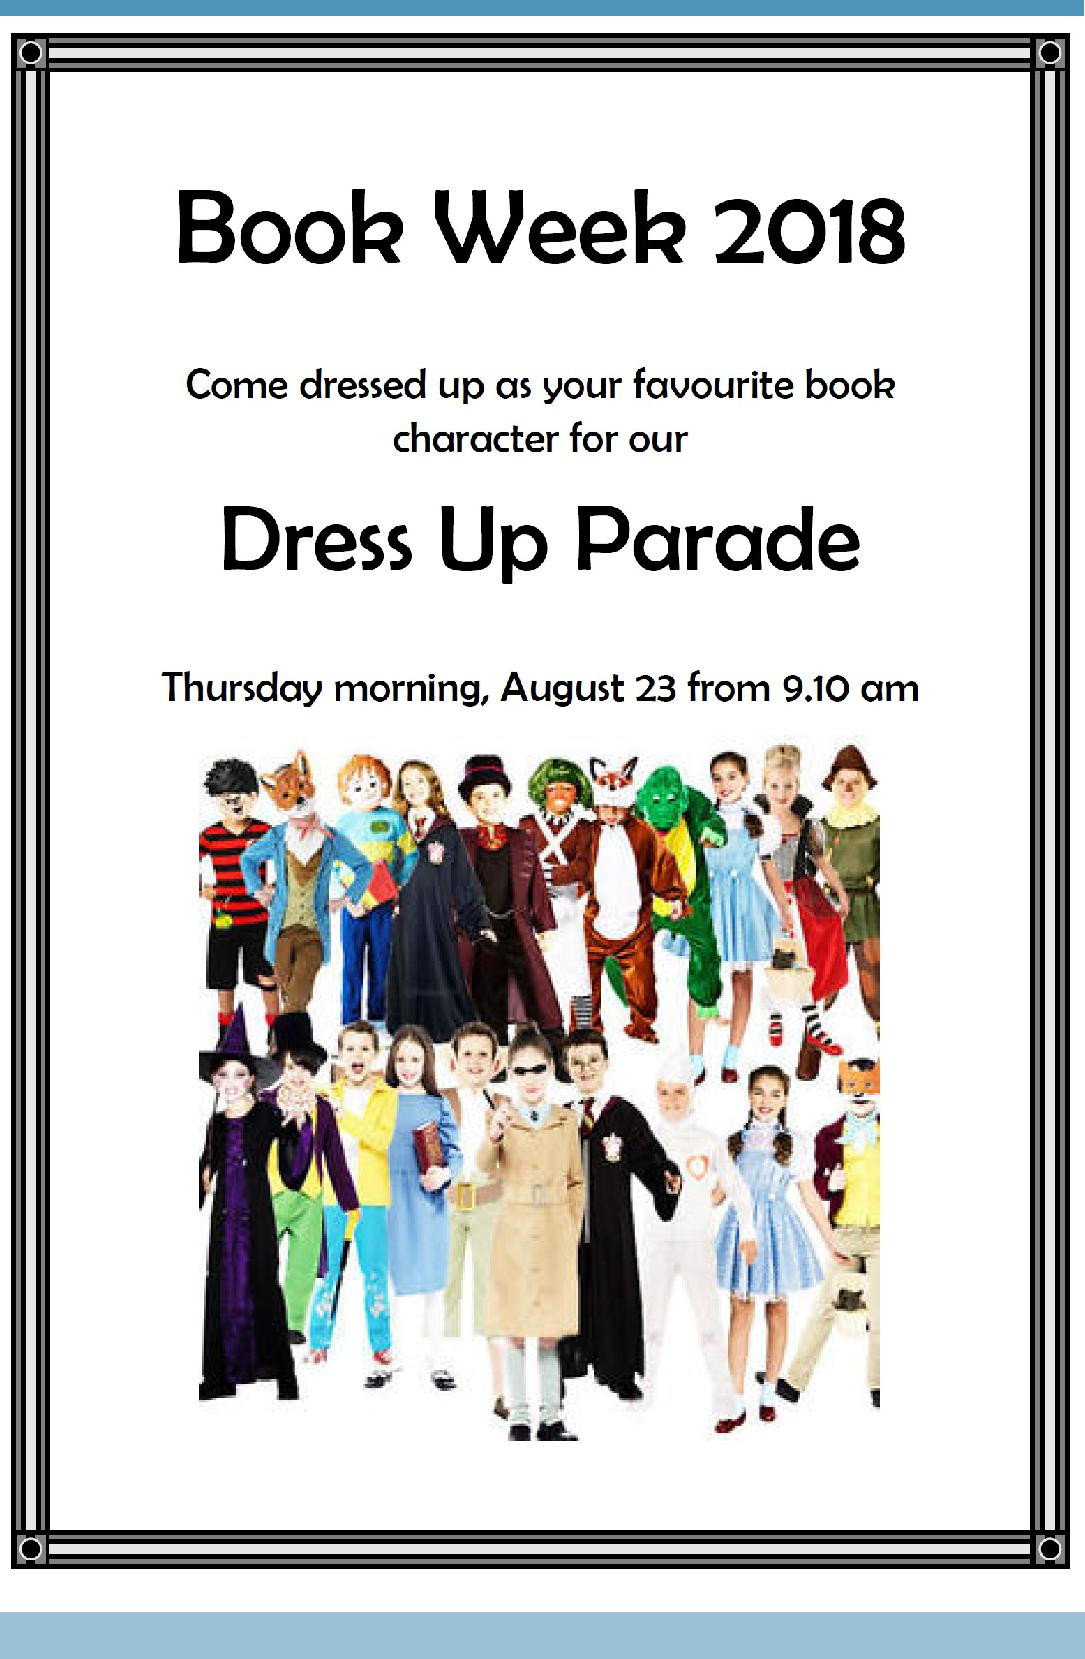 Book Week 2018
Come dressed up as your favourite book
character for our
Dress Up Parade
Thursday morning, August 23 from 9.10 am